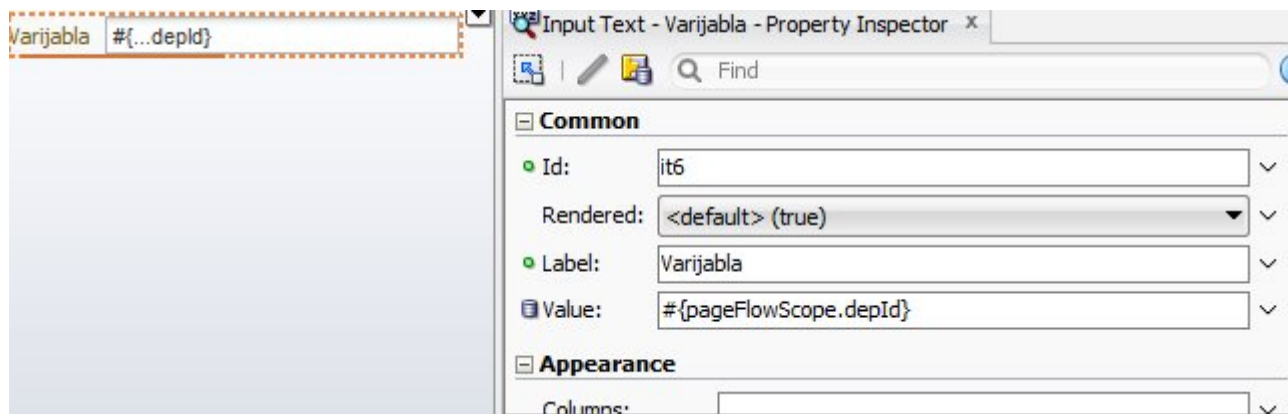 Varijabla #{...depId}
Input Text - Varijabla - Property Inspector x
Find
Common
Id: it6
Rendered: <default> (true)
Label: Varijabla
Value: #{pageFlowScope.depId}
Appearance
Columns: